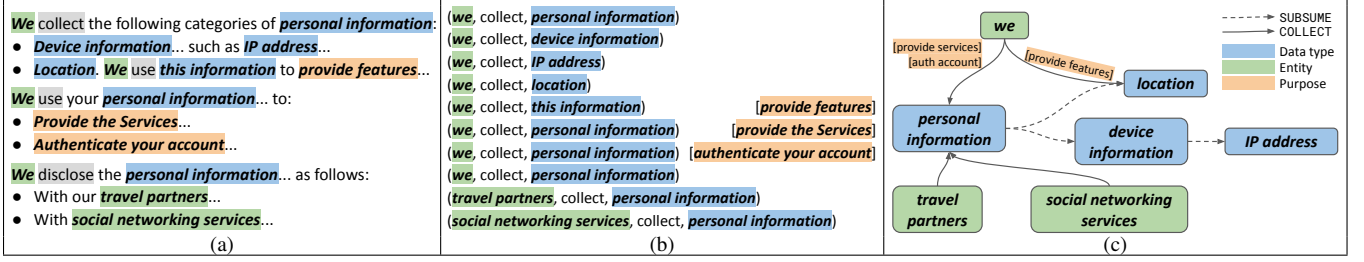 We collect the following categories of personal information:
● Device information... such as IP address...
● Location. We use this information to provide features...
We use your personal information... to:
● Provide the Services...
● Authenticate your account...
We disclose the personal information... as follows:
● With our travel partners...
● With social networking services...
(a)
(we, collect, personal information)
(we, collect, device information)
(we, collect, IP address)
(we, collect, location)
(we, collect, this information) [provide features]
(we, collect, personal information) [provide the Services]
(we, collect, personal information) [authenticate your account]
(we, collect, personal information)
(travel partners, collect, personal information)
(social networking services, collect, personal information)
(b)
we
[provide services]
[auth account]
[provide features]
location
personal
information
device
information
IP address
travel
partners
social networking
services
SUBSUME
COLLECT
Data type
Entity
Purpose
(c)